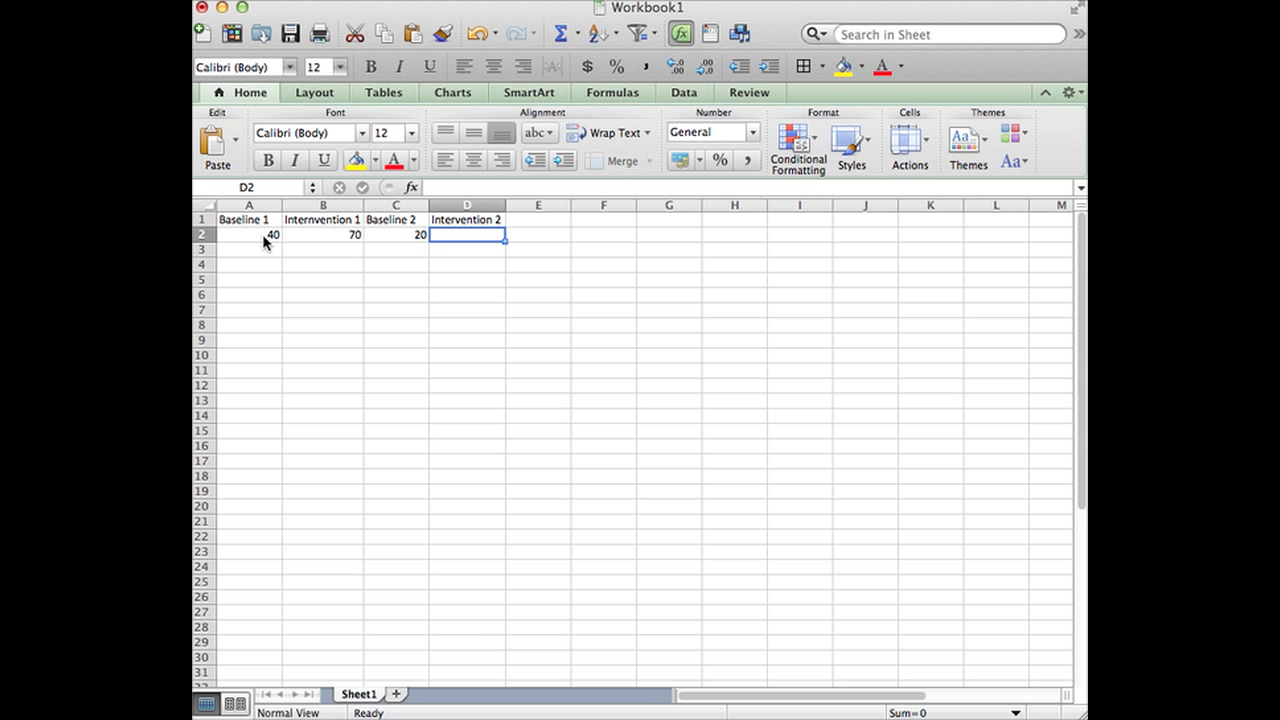 Workbook1
Search in Sheet
Calibri (Body) 12 B I U $ % ,
Home Layout Tables Charts SmartArt Formulas Data Review
Edit Font Alignment Number Format Cells Themes
Calibri (Body) 12 abc Wrap Text General
Paste B I U A Merge % , Conditional Formatting Styles Actions Themes Aa
D2 fx
A B C D E F G H I J K L M
1 Baseline 1 Internvention 1 Baseline 2 Intervention 2
2 40 70 20
3
4
5
6
7
8
9
10
11
12
13
14
15
16
17
18
19
20
21
22
23
24
25
26
27
28
29
30
31
Sheet1
Normal View Ready Sum=0